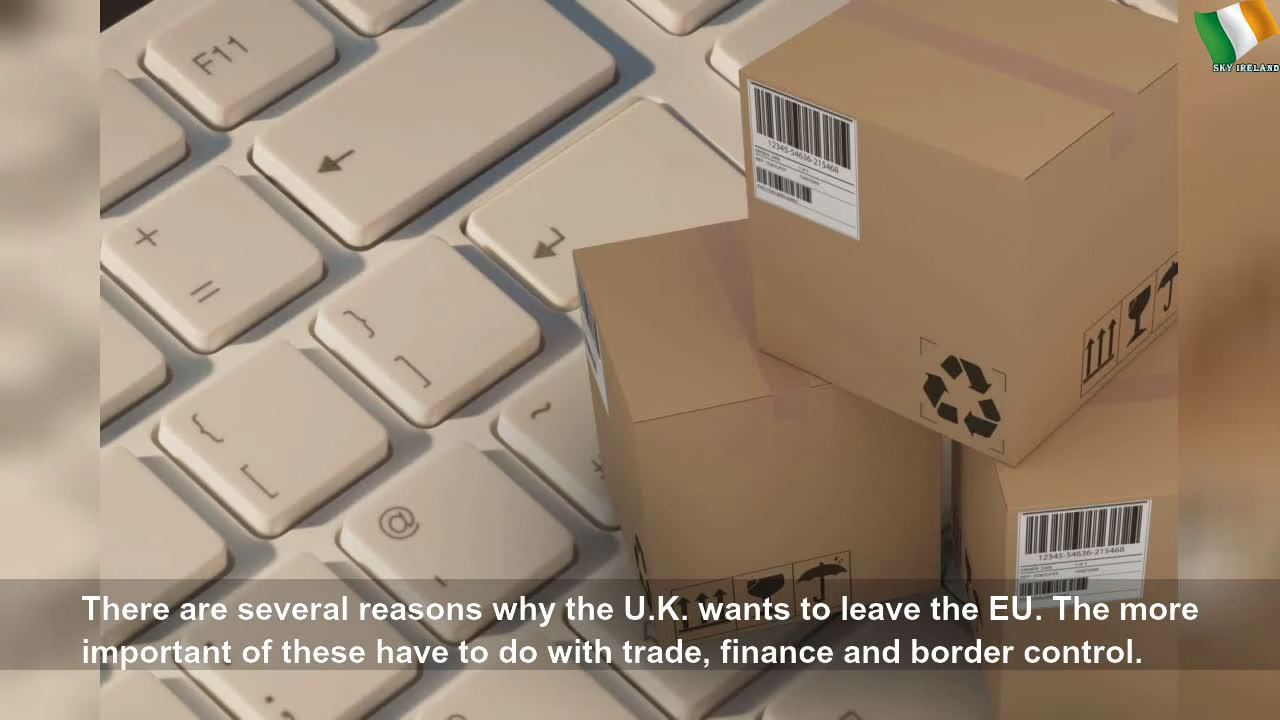 SKY IRELAND
F11
+
=
}
]
{
[
~
@
'
12345-54636-215468
12345-54636-215468
There are several reasons why the U.K. wants to leave the EU. The more
important of these have to do with trade, finance and border control.